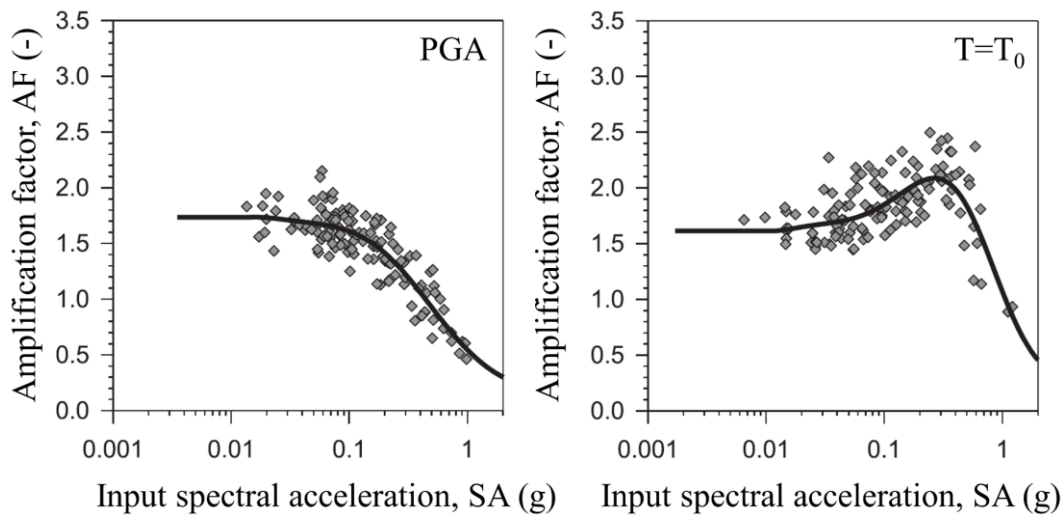 PGA
Amplification factor, AF (-)
3.5
3.0
2.5
2.0
1.5
1.0
0.5
0.0
0.001 0.01 0.1 1
Input spectral acceleration, SA (g)
T=T₀
Amplification factor, AF (-)
3.5
3.0
2.5
2.0
1.5
1.0
0.5
0.0
0.001 0.01 0.1 1
Input spectral acceleration, SA (g)